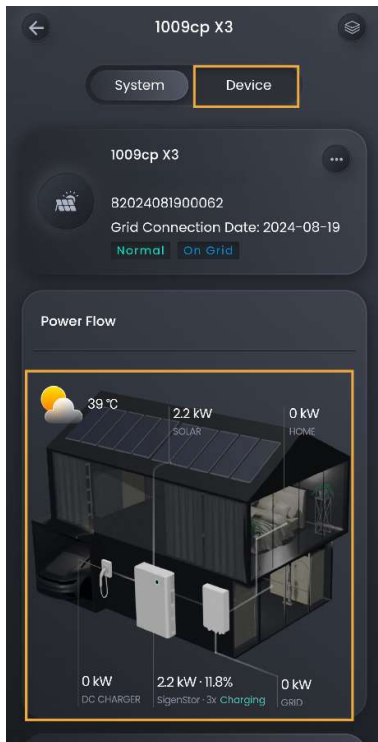 1009cp X3
System
Device
1009cp X3
82024081900062
Grid Connection Date: 2024-08-19
Normal On Grid
Power Flow
39 ℃
2.2 kW
SOLAR
0 kW
HOME
0 kW
DC CHARGER
2.2 kW · 11.8%
SigenStor · 3x Charging
0 kW
GRID